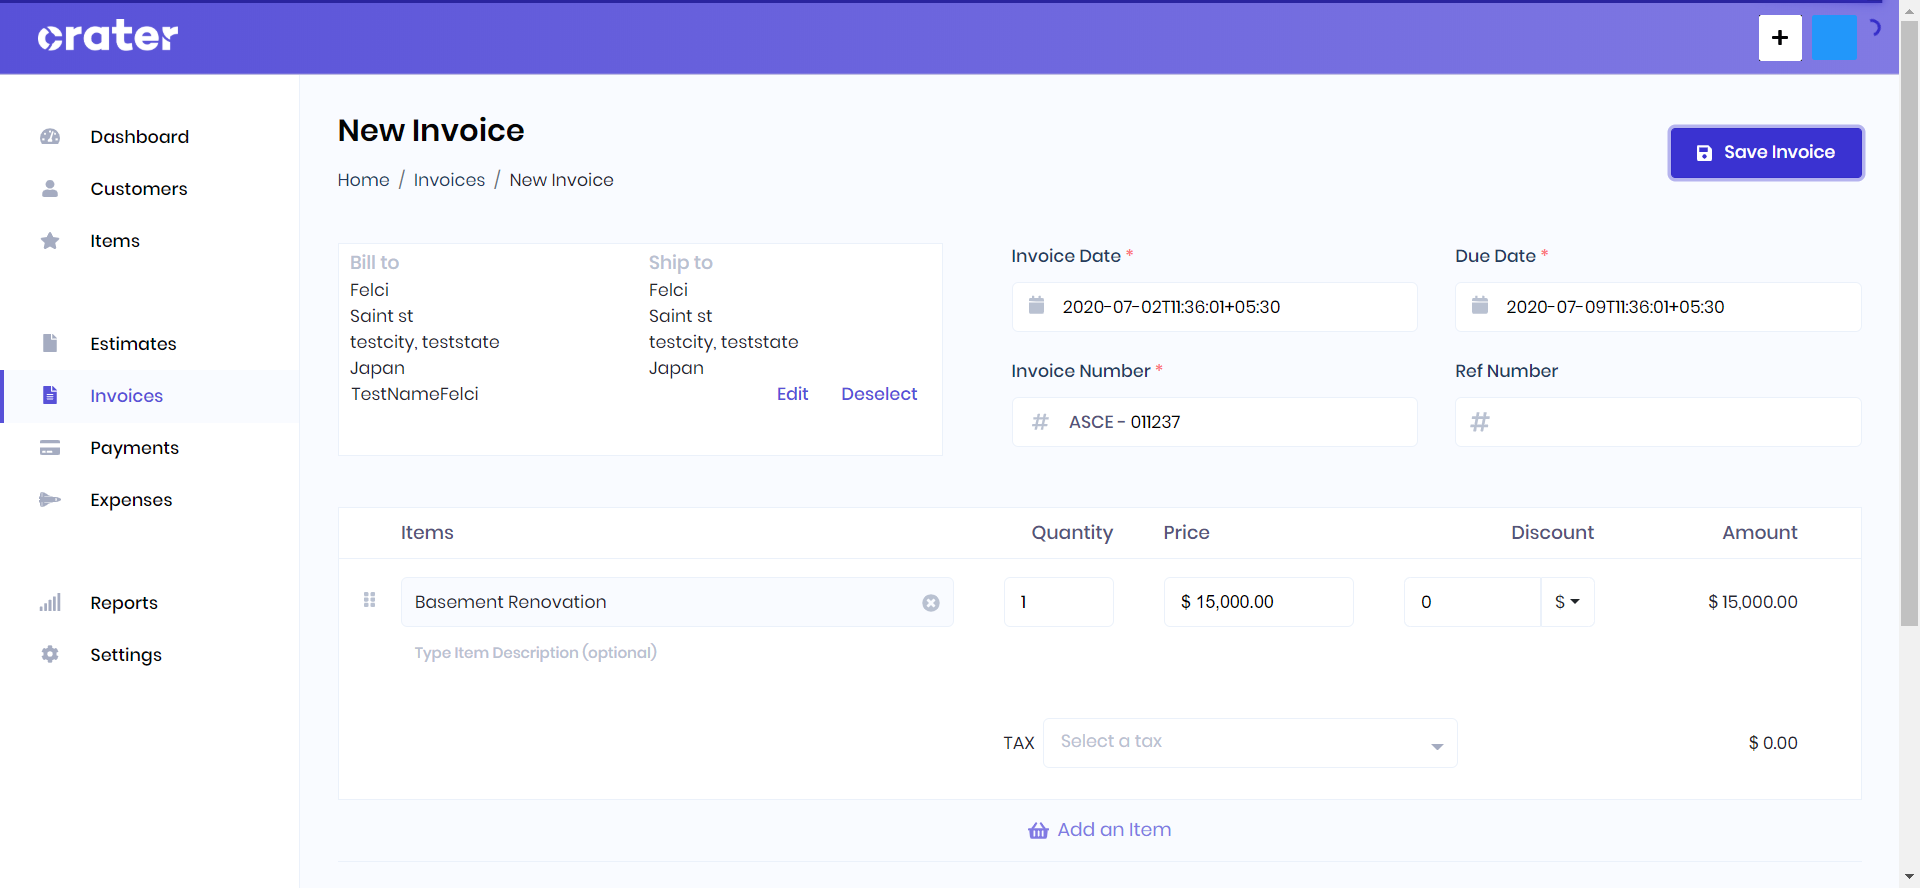 crater
+
Dashboard
Customers
Items
Estimates
Invoices
Payments
Expenses
Reports
Settings
New Invoice
Home / Invoices / New Invoice
Save Invoice
Bill to
Felci
Saint st
testcity, teststate
Japan
TestNameFelci
Ship to
Felci
Saint st
testcity, teststate
Japan
Edit Deselect
Invoice Date *
2020-07-02T11:36:01+05:30
Due Date *
2020-07-09T11:36:01+05:30
Invoice Number *
# ASCE - 011237
Ref Number
#
Items Quantity Price Discount Amount
Basement Renovation 1 $ 15,000.00 0 $ $ 15,000.00
Type Item Description (optional)
TAX Select a tax $ 0.00
Add an Item